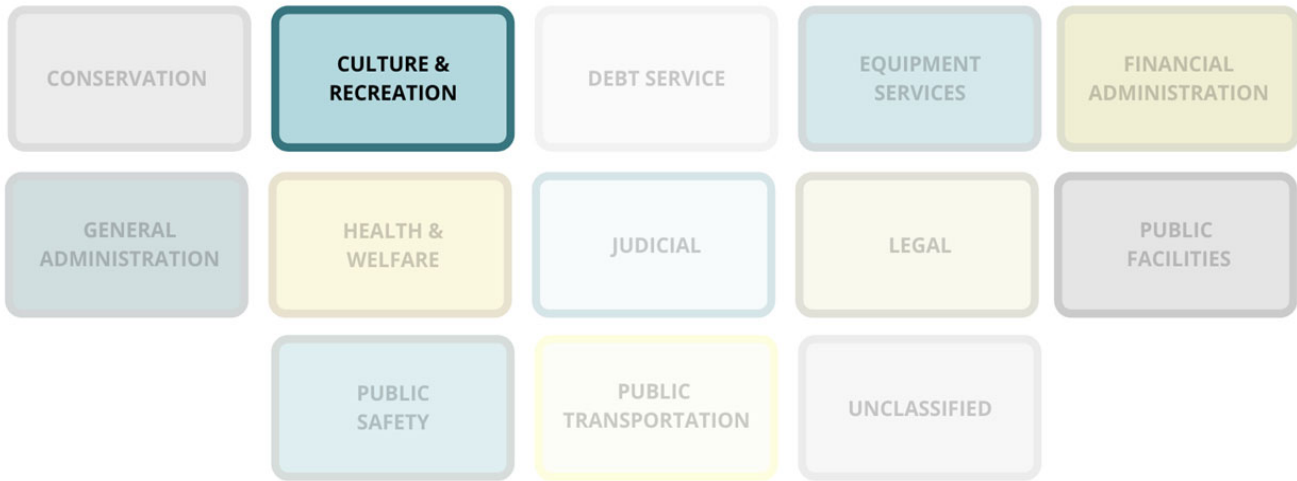 CONSERVATION
CULTURE &
RECREATION
DEBT SERVICE
EQUIPMENT
SERVICES
FINANCIAL
ADMINISTRATION
GENERAL
ADMINISTRATION
HEALTH &
WELFARE
JUDICIAL
LEGAL
PUBLIC
FACILITIES
PUBLIC
SAFETY
PUBLIC
TRANSPORTATION
UNCLASSIFIED